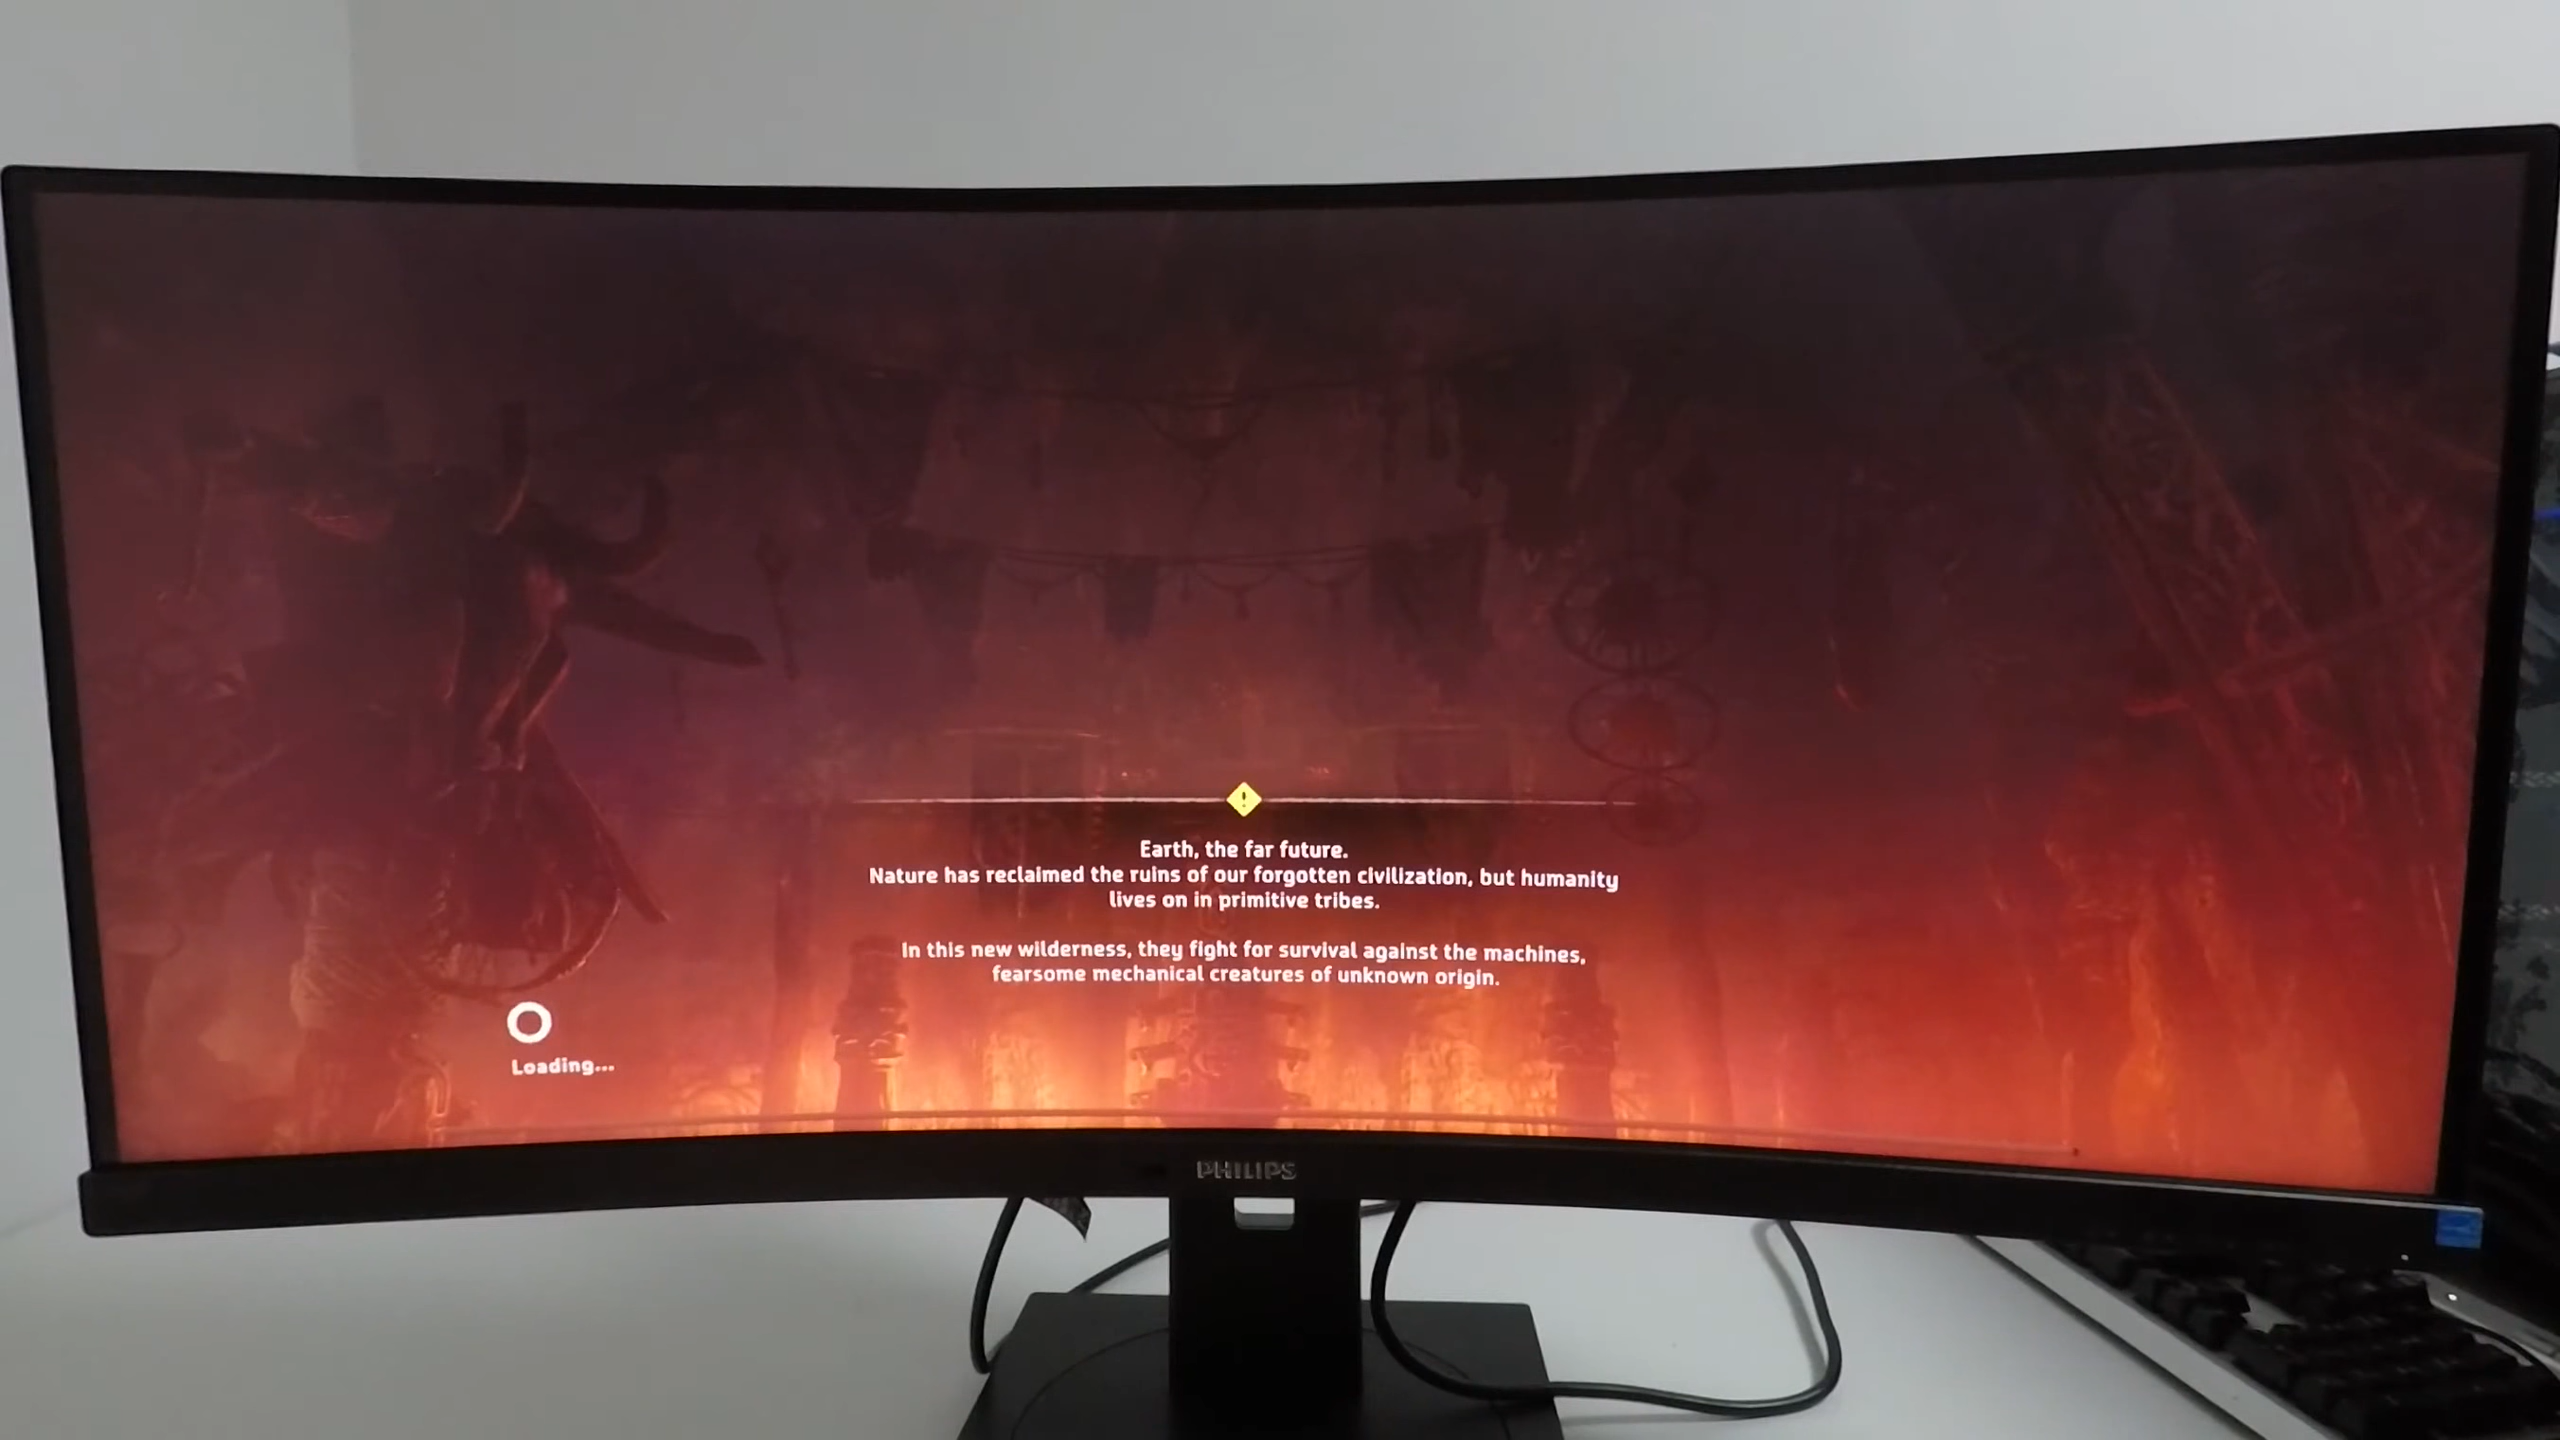 Earth, the far future.
Nature has reclaimed the ruins of our forgotten civilization, but humanity
lives on in primitive tribes.
In this new wilderness, they fight for survival against the machines,
fearsome mechanical creatures of unknown origin.
Loading...
PHILIPS